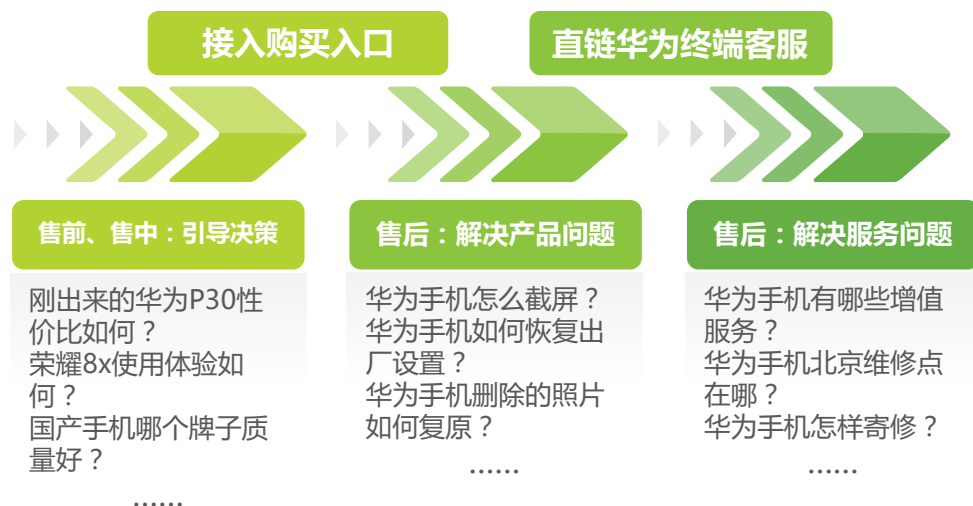 接入购买入口
直链华为终端客服
售前、售中：引导决策
刚出来的华为P30性
价比如何？
荣耀8x使用体验如
何？
国产手机哪个牌子质
量好？
……
售后：解决产品问题
华为手机怎么截屏？
华为手机如何恢复出
厂设置？
华为手机删除的照片
如何复原？
……
售后：解决服务问题
华为手机有哪些增值
服务？
华为手机北京维修点
在哪？
华为手机怎样寄修？
……